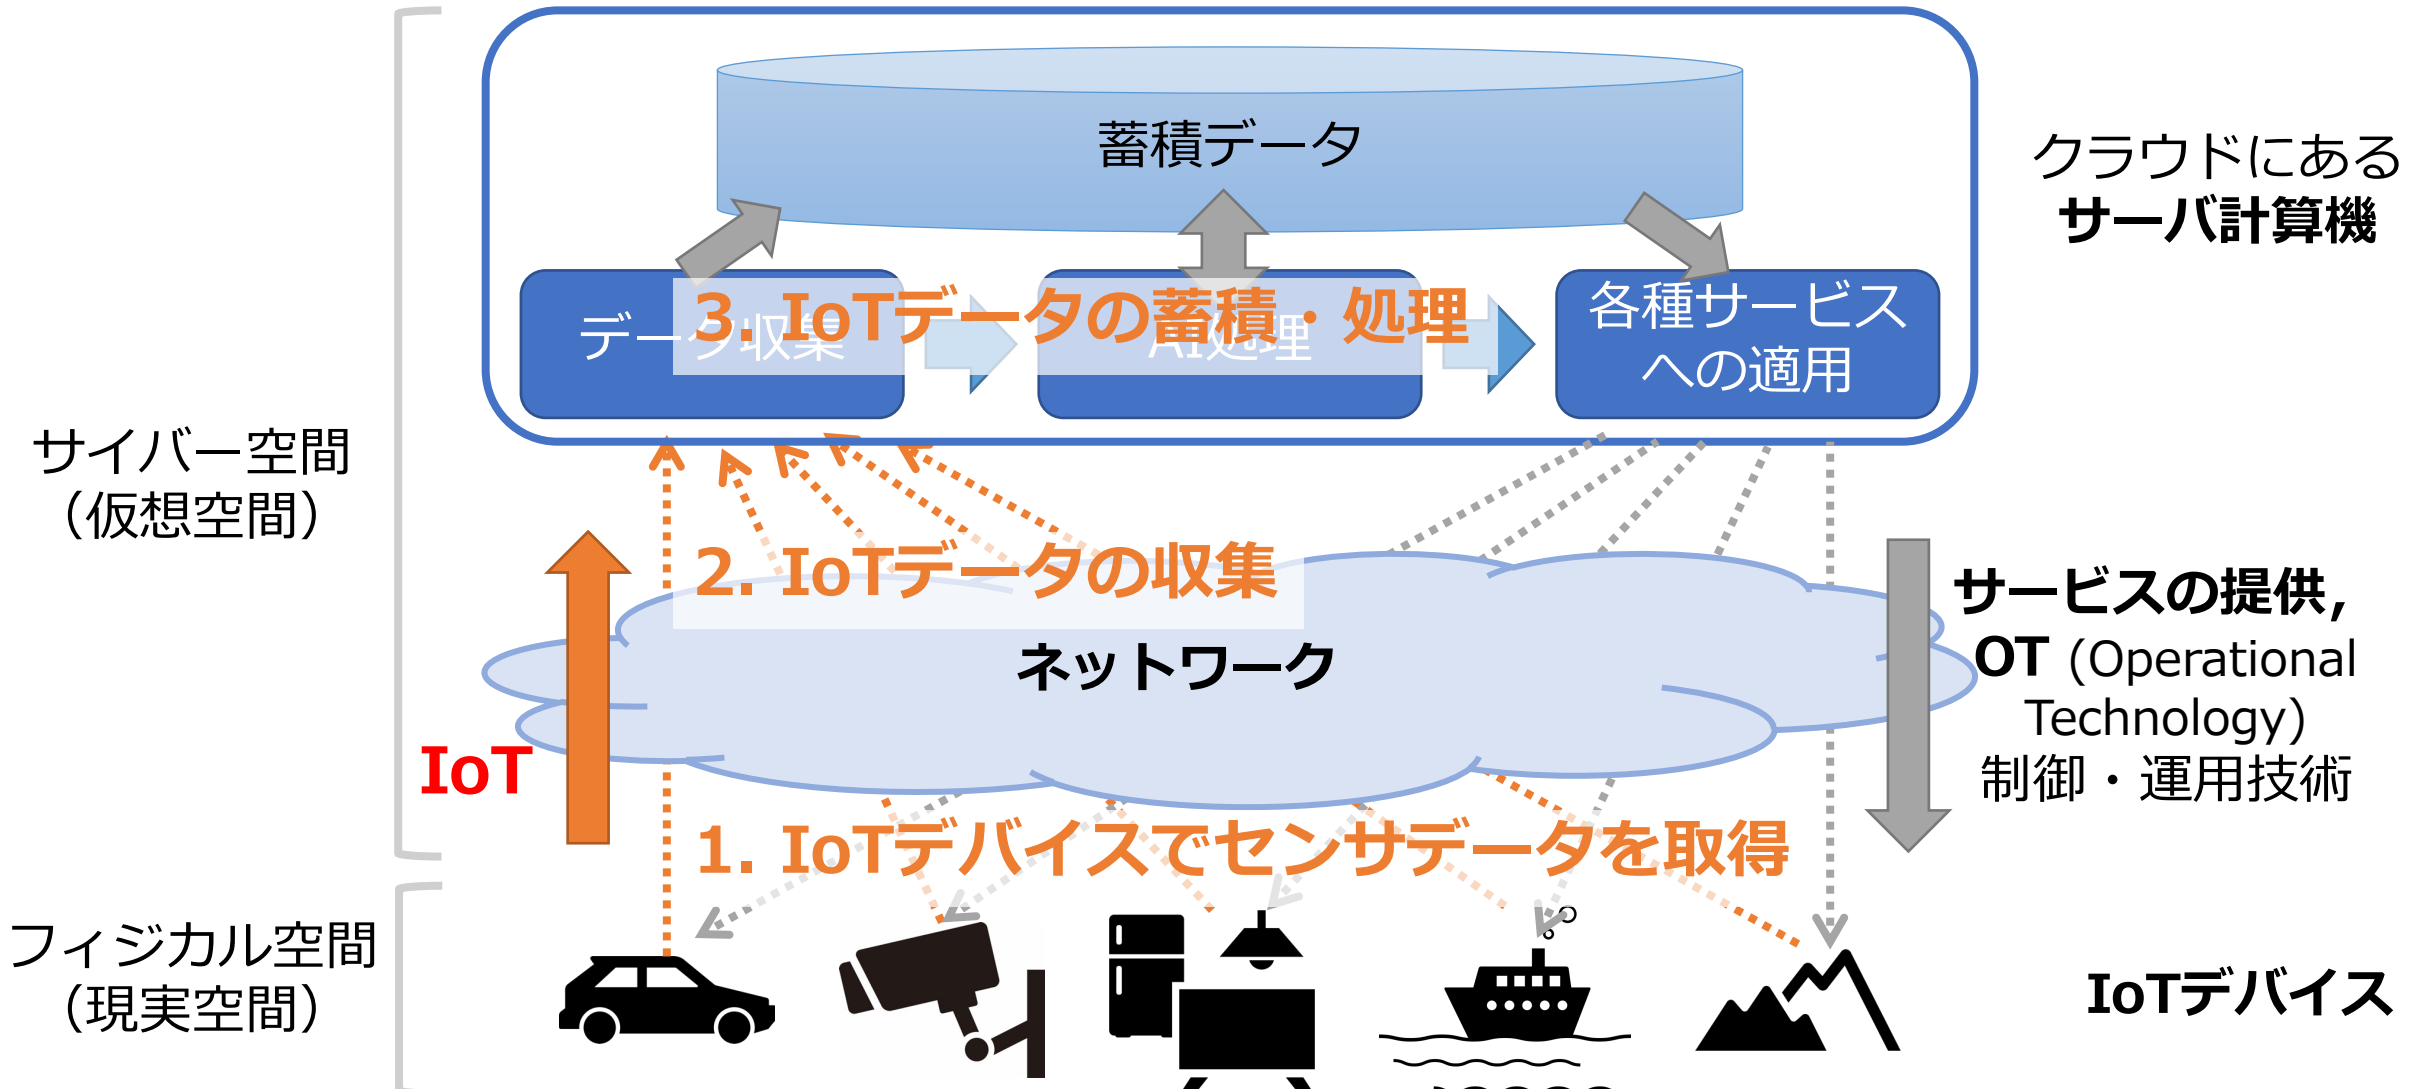 蓄積データ
クラウドにある
サーバ計算機
データ収集
AI処理
各種サービス
への適用
3. IoTデータの蓄積・処理
サイバー空間
（仮想空間）
2. IoTデータの収集
ネットワーク
サービスの提供,
OT (Operational
Technology)
制御・運用技術
IoT
1. IoTデバイスでセンサデータを取得
フィジカル空間
（現実空間）
IoTデバイス